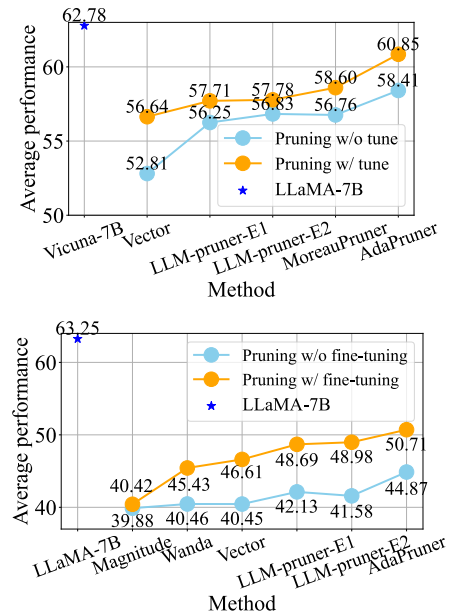 62.78
60.85
57.71
57.78
58.60
56.64
58.41
56.25
56.83
56.76
52.81
60
55
50
Average performance
Pruning w/o tune
Pruning w/ tune
LLaMA-7B
Vicuna-7B
Vector
LLM-pruner-E1
LLM-pruner-E2
MoreauPruner
AdaPruner
Method
63.25
60
50
40
Average performance
Pruning w/o fine-tuning
Pruning w/ fine-tuning
LLaMA-7B
40.42
45.43
46.61
48.69
48.98
50.71
39.88
40.46
40.45
42.13
41.58
44.87
LLaMA-7B
Magnitude
Wanda
Vector
LLM-pruner-E1
LLM-pruner-E2
AdaPruner
Method